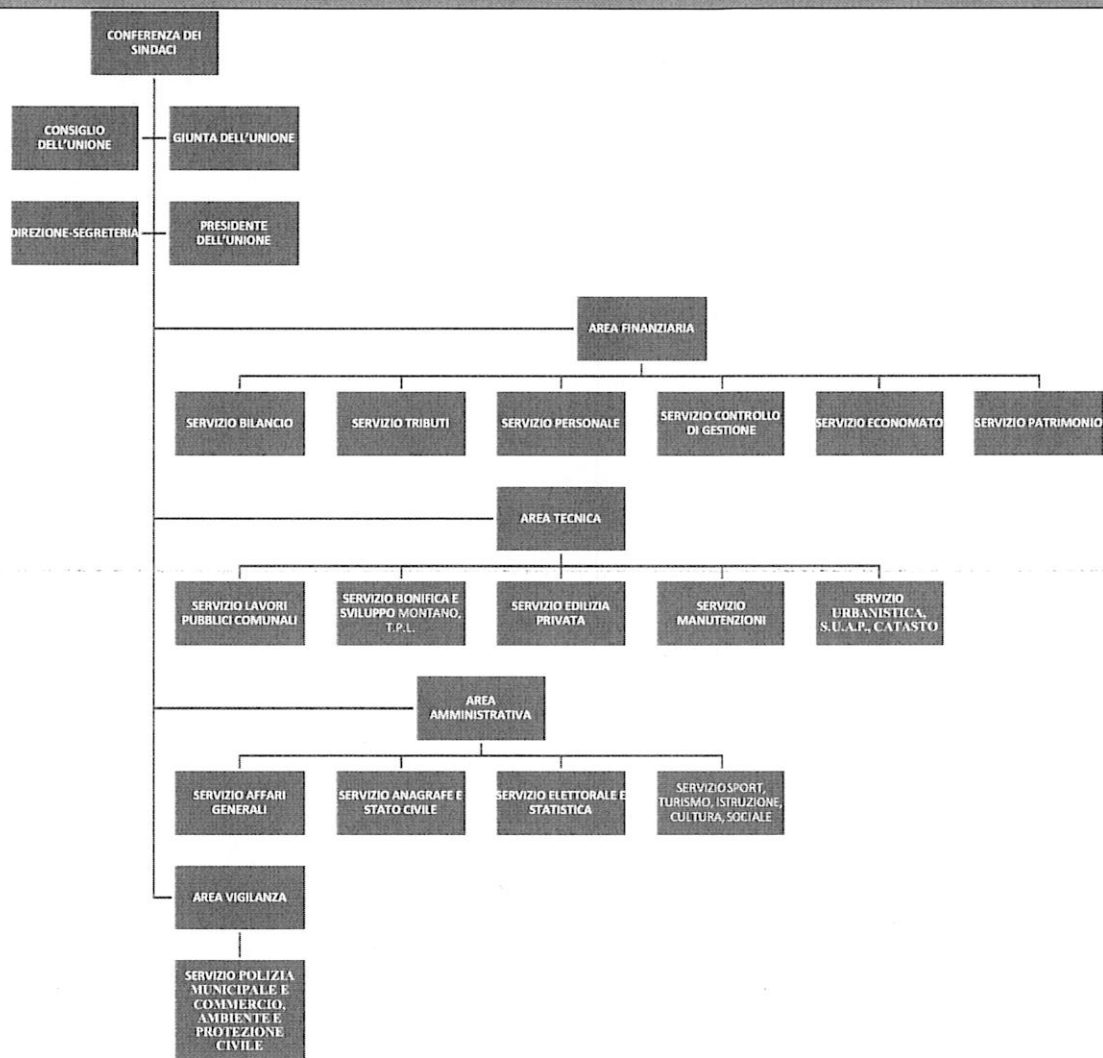 CONFERENZA DEI
SINDACI
CONSIGLIO
DELL'UNIONE
GIUNTA DELL'UNIONE
DIREZIONE-SEGRETERIA
PRESIDENTE
DELL'UNIONE
AREA FINANZIARIA
SERVIZIO BILANCIO
SERVIZIO TRIBUTI
SERVIZIO PERSONALE
SERVIZIO CONTROLLO
DI GESTIONE
SERVIZIO ECONOMATO
SERVIZIO PATRIMONIO
AREA TECNICA
SERVIZIO LAVORI
PUBBLICI COMUNALI
SERVIZIO BONIFICA E
SVILUPPO MONTANO,
T.P.L.
SERVIZIO EDILIZIA
PRIVATA
SERVIZIO
MANUTENZIONI
SERVIZIO
URBANISTICA,
S.U.A.P., CATASTO
AREA
AMMINISTRATIVA
SERVIZIO AFFARI
GENERALI
SERVIZIO ANAGRAFE E
STATO CIVILE
SERVIZIO ELETTORALE E
STATISTICA
SERVIZIO SPORT,
TURISMO, ISTRUZIONE,
CULTURA, SOCIALE
AREA VIGILANZA
SERVIZIO POLIZIA
MUNICIPALE E
COMMERCIO,
AMBIENTE E
PROTEZIONE
CIVILE